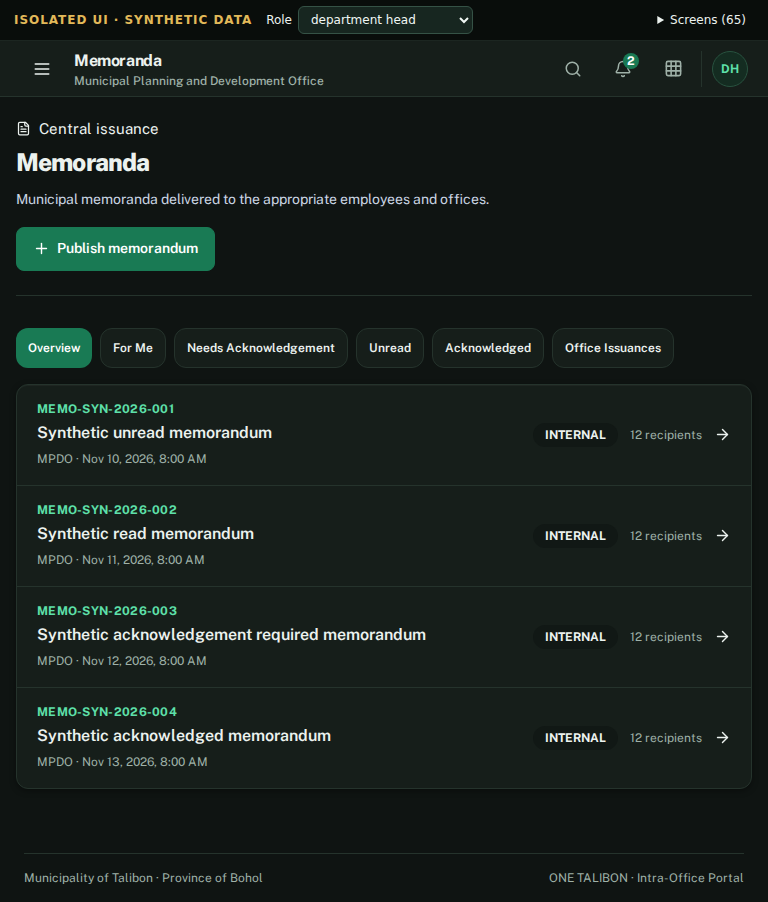 ISOLATED UI · SYNTHETIC DATA Role department head Screens (65)
Memoranda
Municipal Planning and Development Office
2
DH
Central issuance
Memoranda
Municipal memoranda delivered to the appropriate employees and offices.
Publish memorandum
Overview For Me Needs Acknowledgement Unread Acknowledged Office Issuances
MEMO-SYN-2026-001
Synthetic unread memorandum
MPDO · Nov 10, 2026, 8:00 AM
INTERNAL 12 recipients
MEMO-SYN-2026-002
Synthetic read memorandum
MPDO · Nov 11, 2026, 8:00 AM
INTERNAL 12 recipients
MEMO-SYN-2026-003
Synthetic acknowledgement required memorandum
MPDO · Nov 12, 2026, 8:00 AM
INTERNAL 12 recipients
MEMO-SYN-2026-004
Synthetic acknowledged memorandum
MPDO · Nov 13, 2026, 8:00 AM
INTERNAL 12 recipients
Municipality of Talibon · Province of Bohol ONE TALIBON · Intra-Office Portal